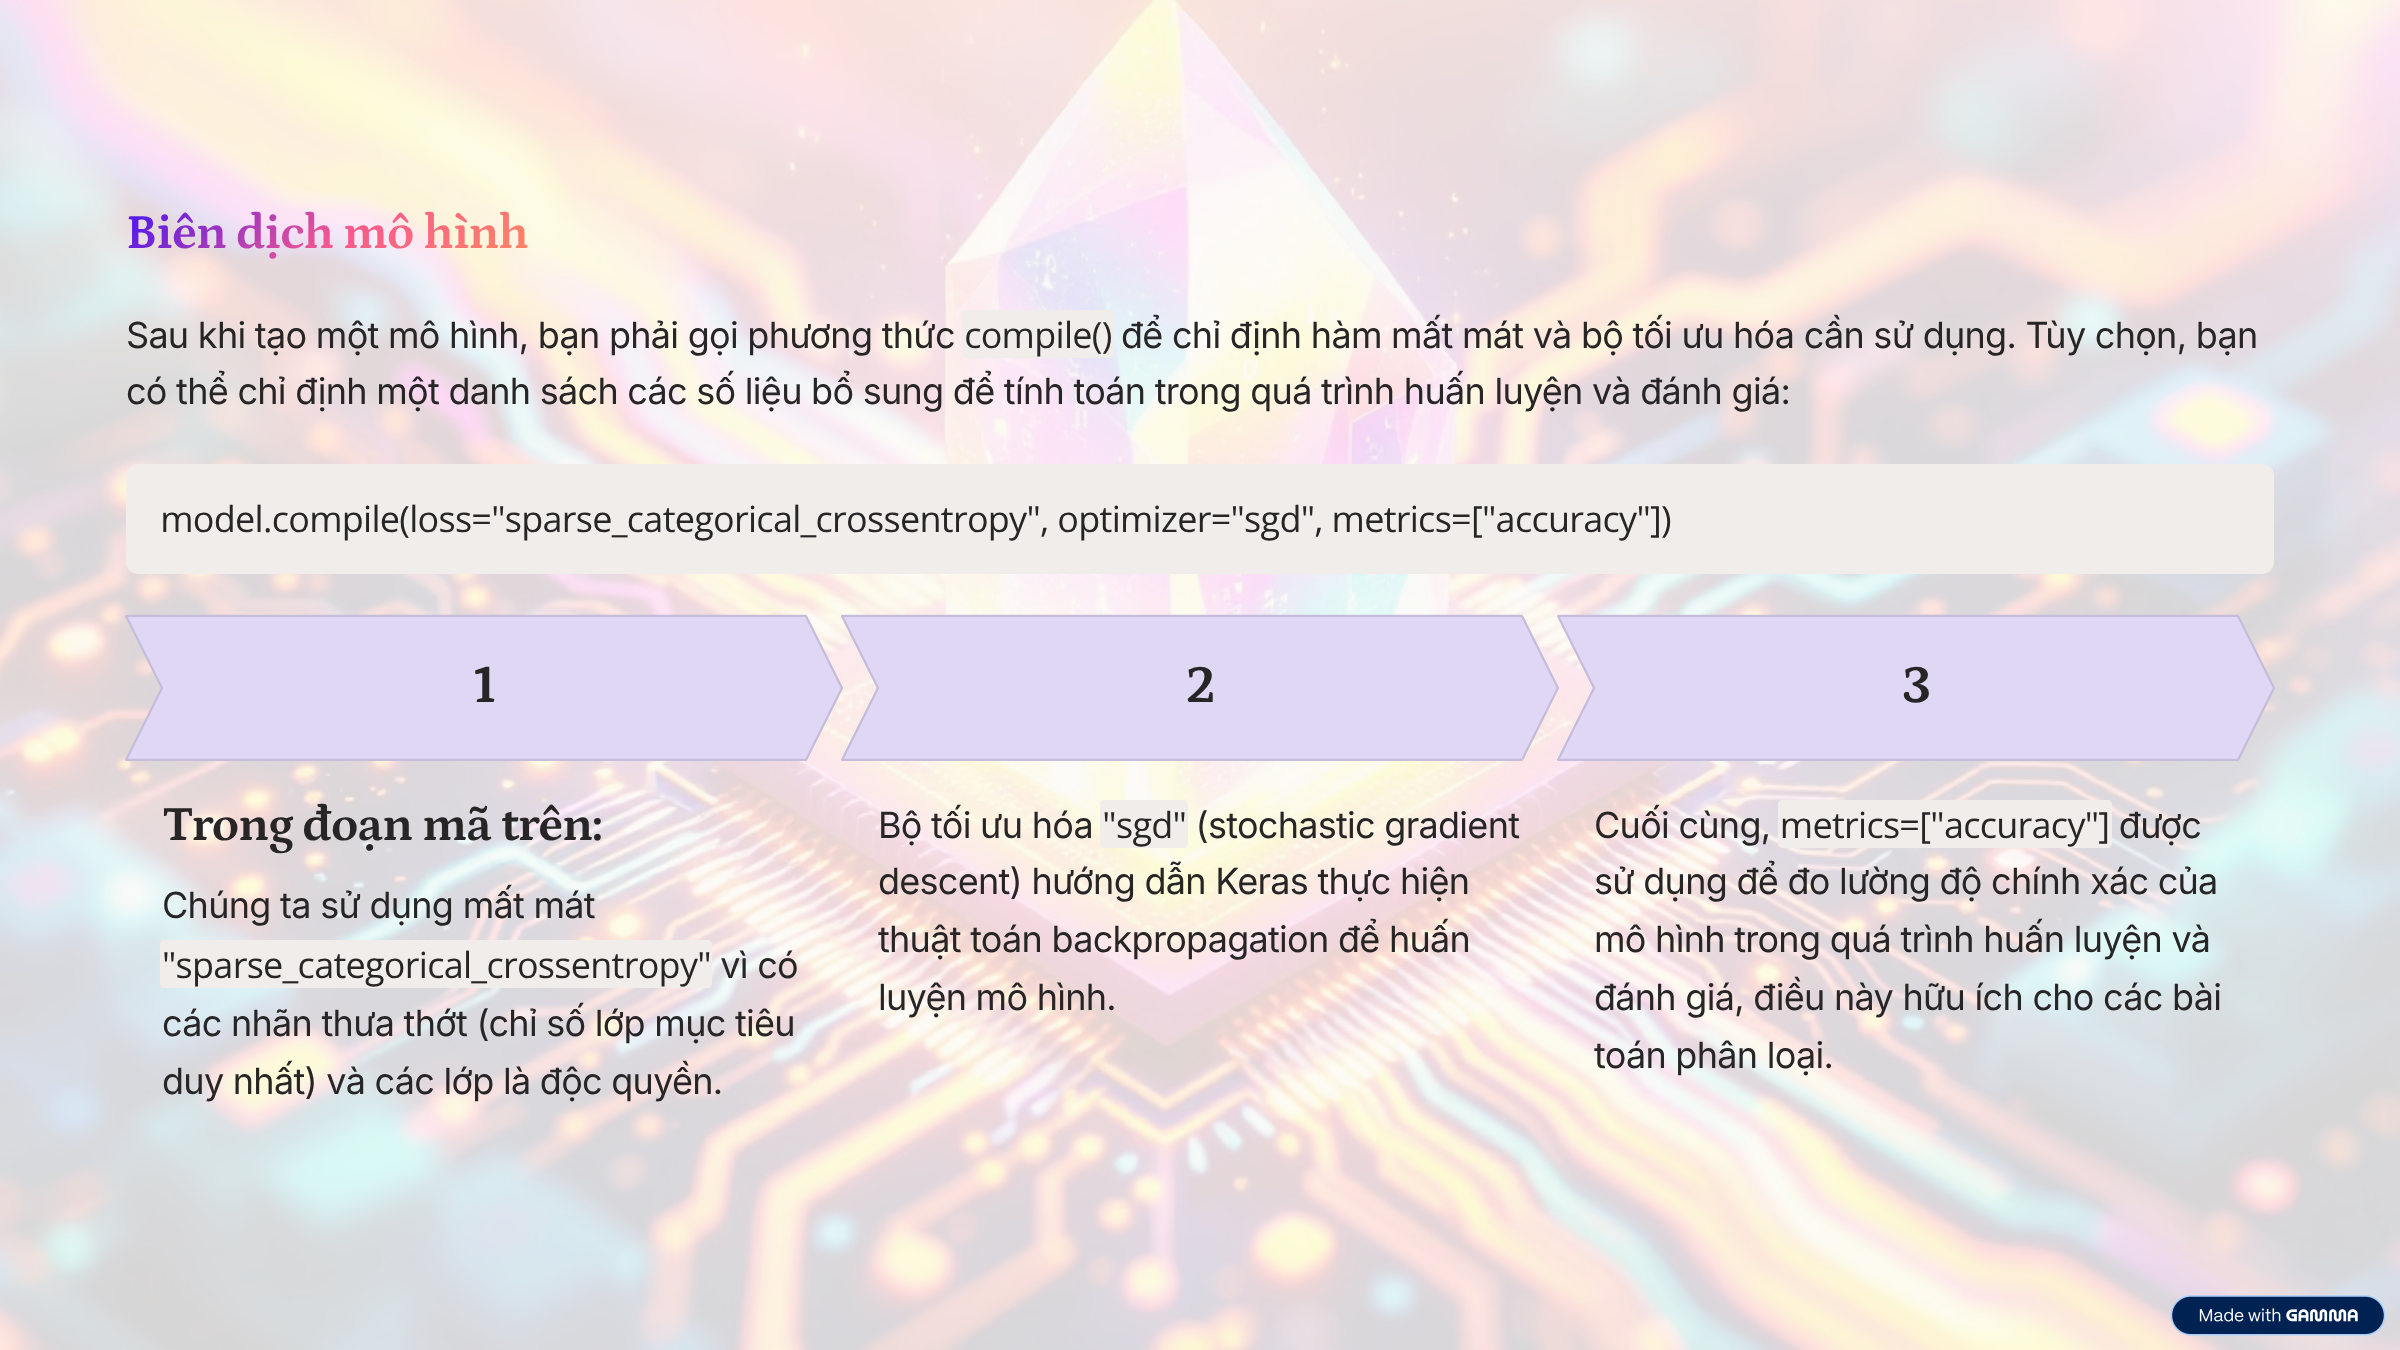 Biên dịch mô hình
Sau khi tạo một mô hình, bạn phải gọi phương thức compile() để chỉ định hàm mất mát và bộ tối ưu hóa cần sử dụng. Tùy chọn, bạn
có thể chỉ định một danh sách các số liệu bổ sung để tính toán trong quá trình huấn luyện và đánh giá:
model.compile(loss="sparse_categorical_crossentropy", optimizer="sgd", metrics=["accuracy"])
1
Trong đoạn mã trên:
Chúng ta sử dụng mất mát
"sparse_categorical_crossentropy" vì có
các nhãn thưa thớt (chỉ số lớp mục tiêu
duy nhất) và các lớp là độc quyền.
2
Bộ tối ưu hóa "sgd" (stochastic gradient
descent) hướng dẫn Keras thực hiện
thuật toán backpropagation để huấn
luyện mô hình.
3
Cuối cùng, metrics=["accuracy"] được
sử dụng để đo lường độ chính xác của
mô hình trong quá trình huấn luyện và
đánh giá, điều này hữu ích cho các bài
toán phân loại.
Made with GAMMA